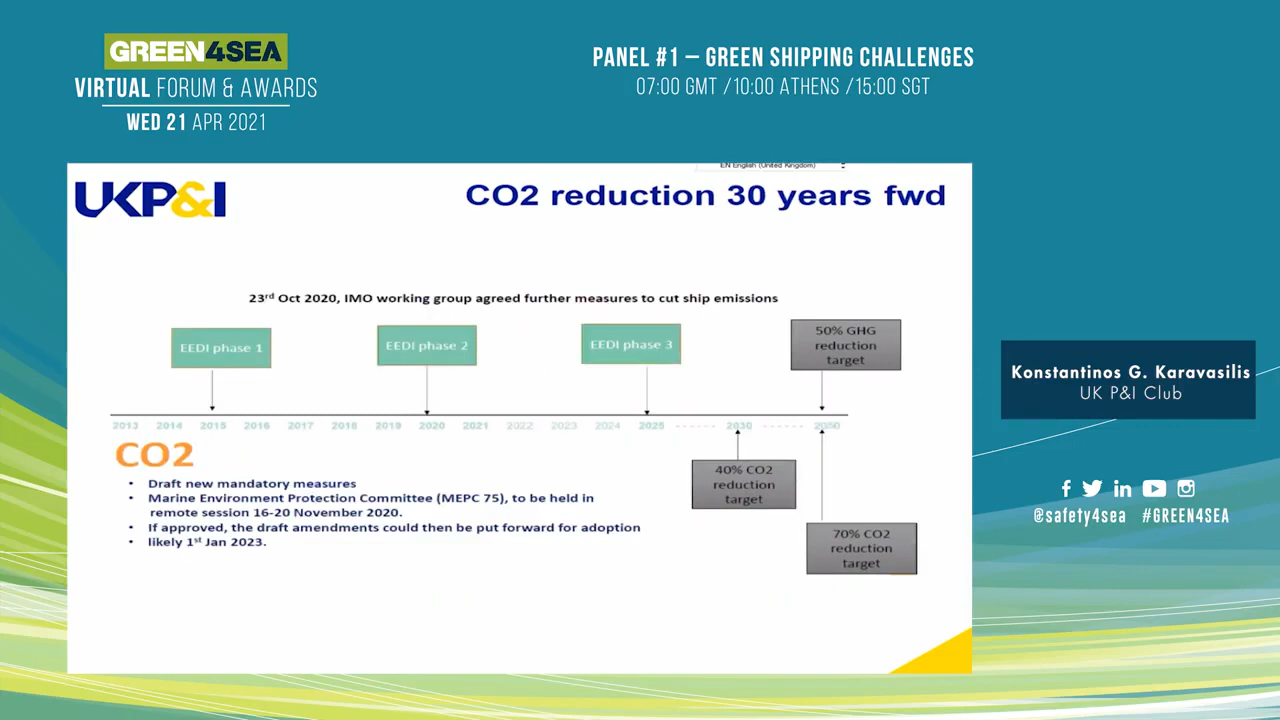 GREEN4SEA
VIRTUAL FORUM & AWARDS
WED 21 APR 2021
PANEL #1 – GREEN SHIPPING CHALLENGES
07:00 GMT /10:00 ATHENS /15:00 SGT
EN English (United Kingdom)
UKP&I
CO2 reduction 30 years fwd
23rd Oct 2020, IMO working group agreed further measures to cut ship emissions
EEDI phase 1
EEDI phase 2
EEDI phase 3
50% GHG
reduction
target
2013 2014 2015 2016 2017 2018 2019 2020 2021 2022 2023 2024 2025 ------ 2030 ------ 2050
CO2
40% CO2
reduction
target
• Draft new mandatory measures
• Marine Environment Protection Committee (MEPC 75), to be held in
remote session 16-20 November 2020.
• If approved, the draft amendments could then be put forward for adoption
• likely 1st Jan 2023.
70% CO2
reduction
target
Konstantinos G. Karavasilis
UK P&I Club
@safety4sea #GREEN4SEA